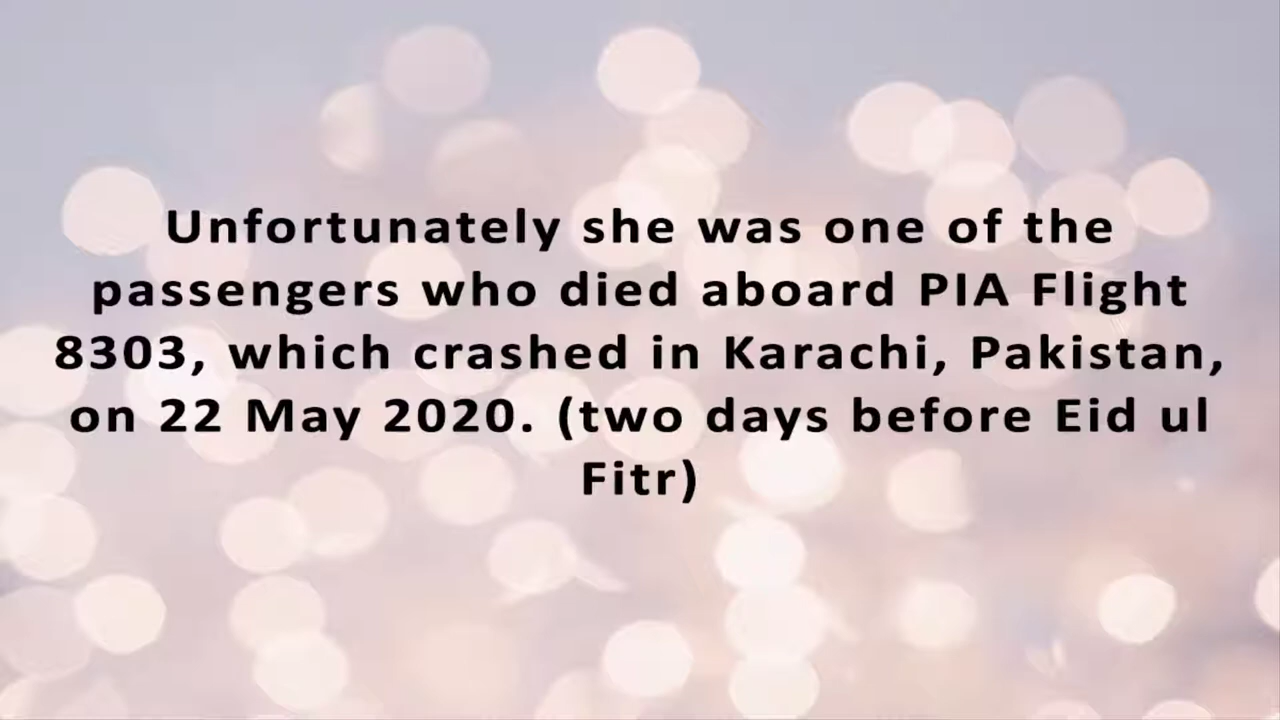 Unfortunately she was one of the
passengers who died aboard PIA Flight
8303, which crashed in Karachi, Pakistan,
on 22 May 2020. (two days before Eid ul
Fitr)